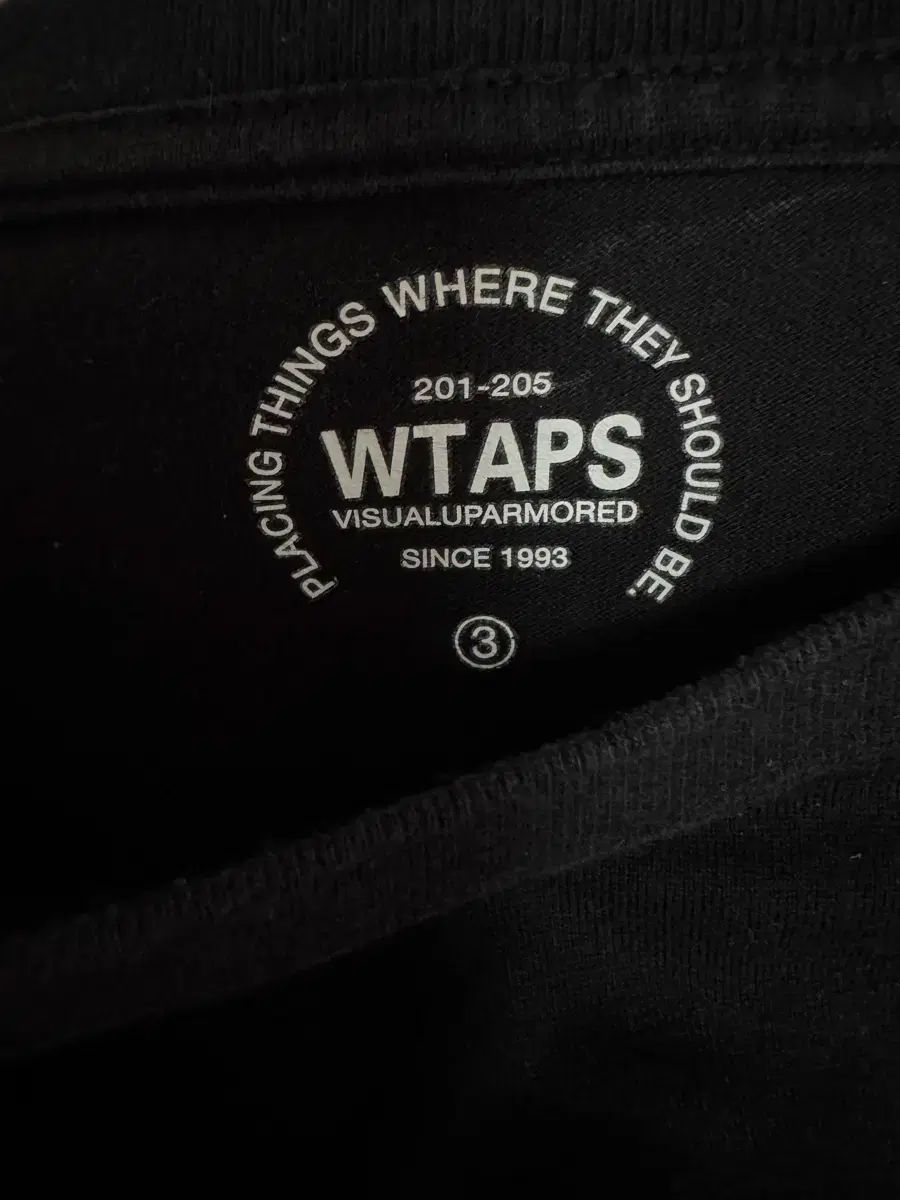 PLACING THINGS WHERE THEY SHOULD BE.
201-205
WTAPS
VISUALUPARMORED
SINCE 1993
3